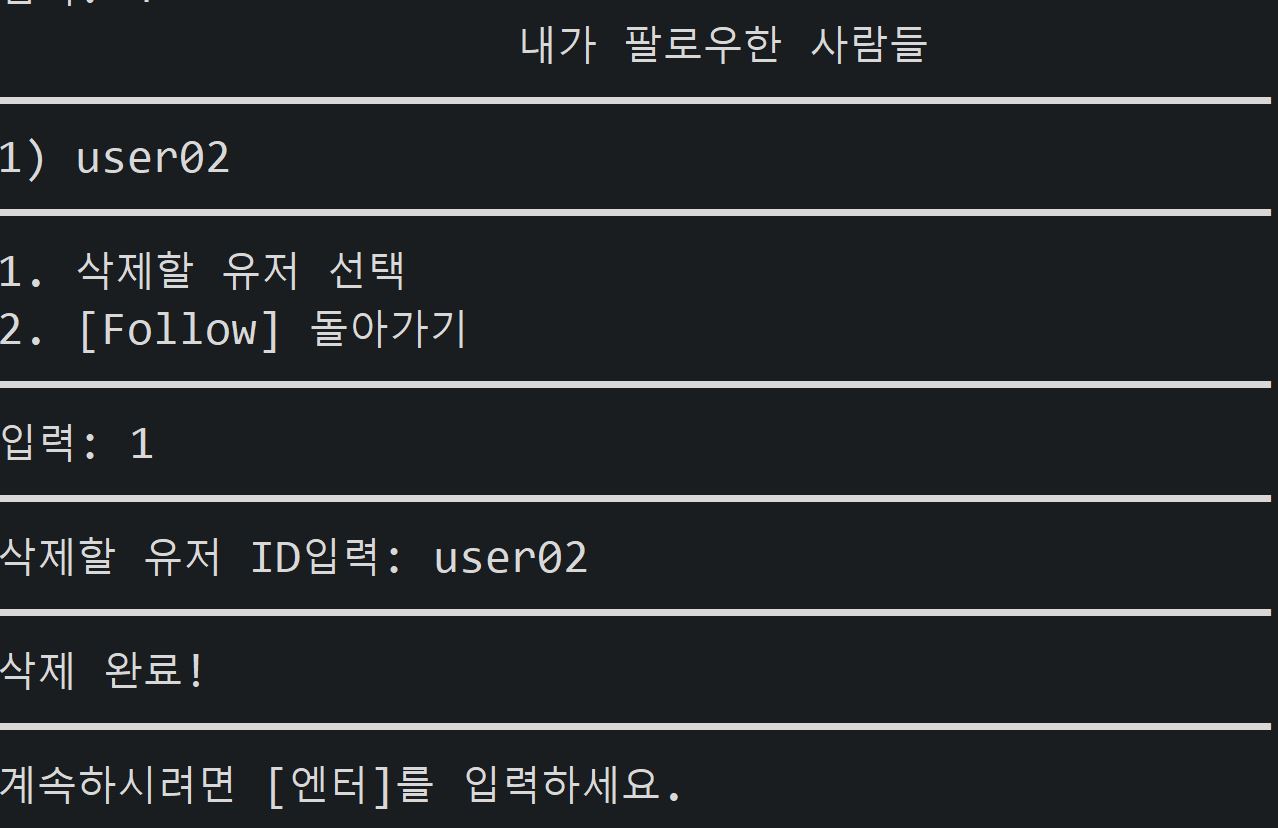 내가 팔로우한 사람들
1) user02
1. 삭제할 유저 선택
2. [Follow] 돌아가기
입력: 1
삭제할 유저 ID입력: user02
삭제 완료!
계속하시려면 [엔터]를 입력하세요.